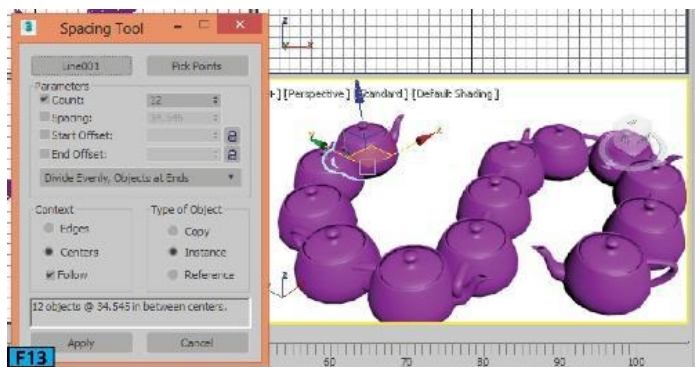 3 Spacing Tool
Line001 Pick Points
Parameters
Count: 12
Spacing: 34.545
Start Offset:
End Offset:
Divide Evenly, Objects at Ends
Context
Edges
Centers
Follow
Type of Object
Copy
Instance
Reference
12 objects @ 34.545 in between centers.
Apply Cancel
F13
[Perspective] [Standard] [Default Shading]
z
x
z
60 70 80 90 100